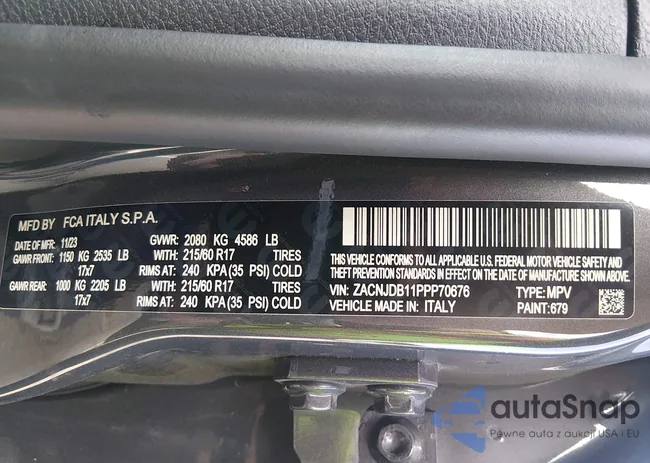 MFD BY FCA ITALY S.P.A.
DATE OF MFR 11/23 GVWR: 2080 KG 4586 LB
GAWR FRONT: 1150 KG 2535 LB WITH: 215/60 R17 TIRES
17x7 RIMS AT: 240 KPA (35 PSI) COLD
GAWR REAR: 1000 KG 2205 LB WITH: 215/60 R17 TIRES
17x7 RIMS AT: 240 KPA (35 PSI) COLD
THIS VEHICLE CONFORMS TO ALL APPLICABLE U.S. FEDERAL MOTOR VEHICLE SAFETY AND
THEFT PREVENTION STANDARDS IN EFFECT ON THE DATE OF MANUFACTURE SHOWN ABOVE.
VIN: ZACNJDB11PPP70676 TYPE: MPV
VEHICLE MADE IN: ITALY PAINT: 679
autaSnap
Pewne auta z aukcji USA i EU